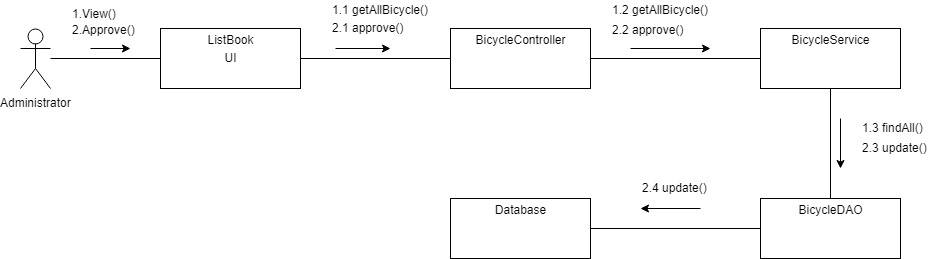 1.View()
2.Approve()
1.1 getAllBicycle()
2.1 approve()
1.2 getAllBicycle()
2.2 approve()
ListBook
UI
BicycleController
BicycleService
Administrator
1.3 findAll()
2.3 update()
2.4 update()
Database
BicycleDAO